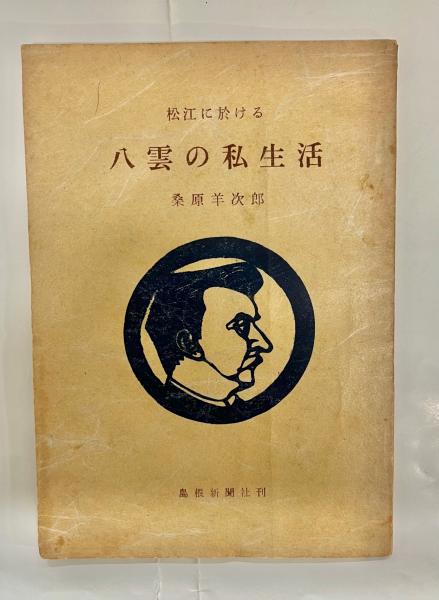 松江に於ける
八雲の私生活
桑原羊次郎
島根新聞社刊